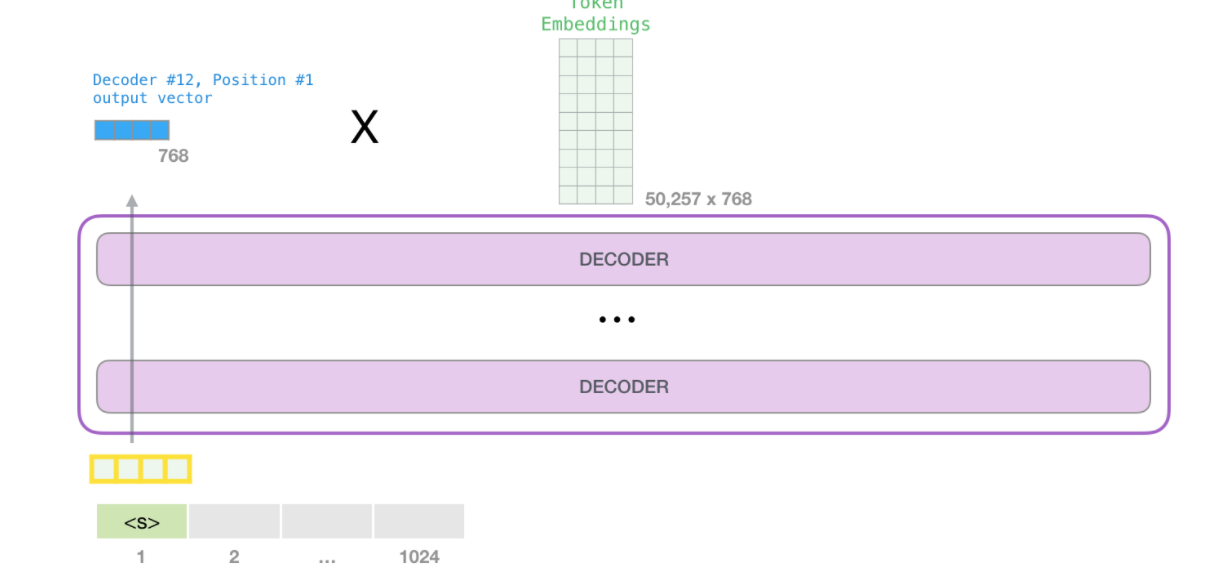 Token
Embeddings
Decoder #12, Position #1
output vector
X
768
50,257 x 768
DECODER
...
DECODER
<s>
1 2 ... 1024